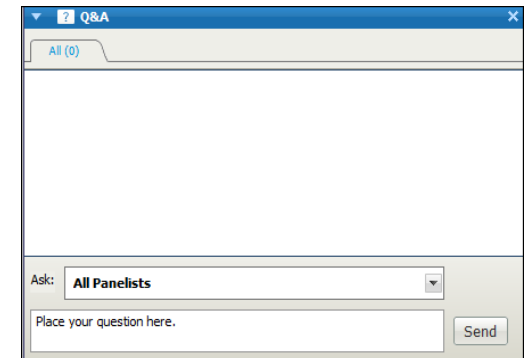 ? Q&A
All (0)
Ask: All Panelists
Place your question here.
Send